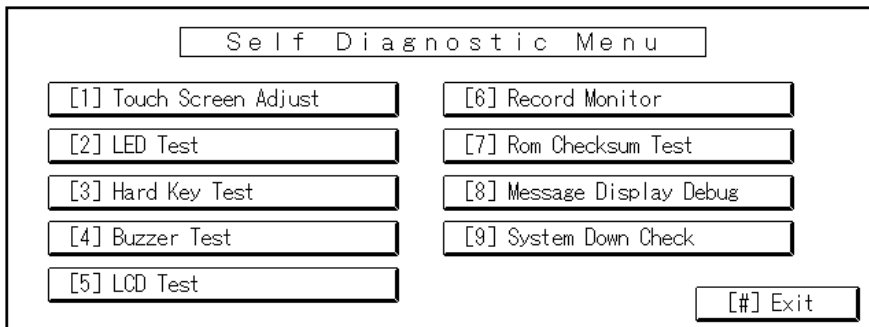 Self Diagnostic Menu
[1] Touch Screen Adjust
[2] LED Test
[3] Hard Key Test
[4] Buzzer Test
[5] LCD Test
[6] Record Monitor
[7] Rom Checksum Test
[8] Message Display Debug
[9] System Down Check
[#] Exit